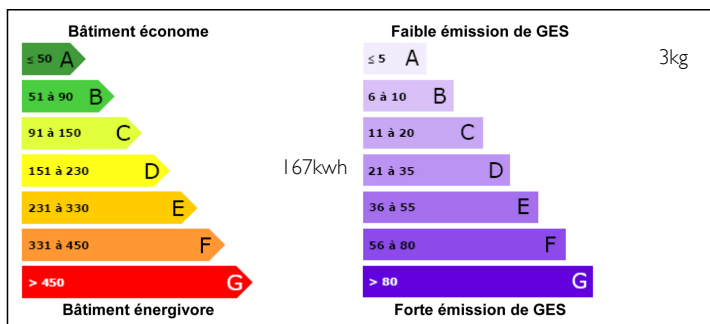 Bâtiment économe
≤ 50 A
51 à 90 B
91 à 150 C
151 à 230 D
167kwh
231 à 330 E
331 à 450 F
> 450 G
Bâtiment énergivore
Faible émission de GES
≤ 5 A
3kg
6 à 10 B
11 à 20 C
21 à 35 D
36 à 55 E
56 à 80 F
> 80 G
Forte émission de GES